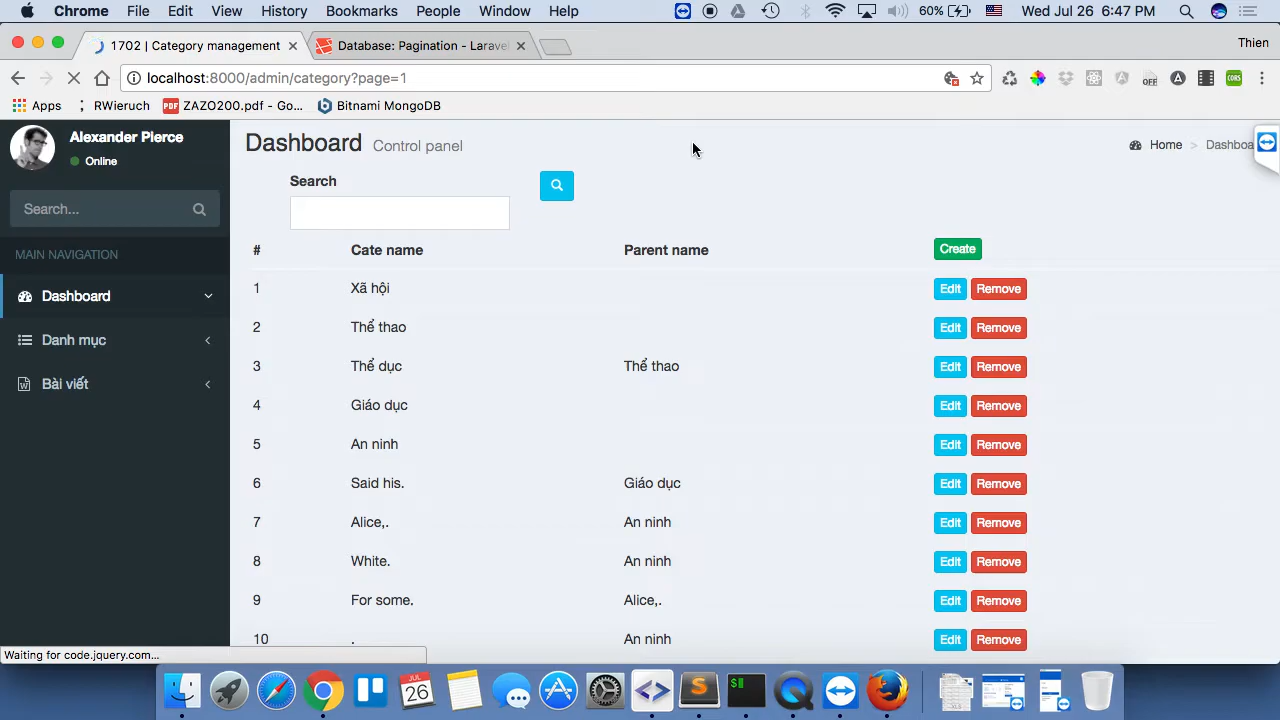 Chrome File Edit View History Bookmarks People Window Help 60% Wed Jul 26 6:47 PM
1702 | Category management Database: Pagination - Laravel Thien
localhost:8000/admin/category?page=1 OFF CORS
Apps RWieruch PDF ZAZO200.pdf - Go... Bitnami MongoDB
Alexander Pierce
Online
Search...
MAIN NAVIGATION
Dashboard
Danh mục
Bài viết
Dashboard Control panel
Home > Dashboa
Search
# Cate name Parent name Create
1 Xã hội Edit Remove
2 Thể thao Edit Remove
3 Thể dục Thể thao Edit Remove
4 Giáo dục Edit Remove
5 An ninh Edit Remove
6 Said his. Giáo dục Edit Remove
7 Alice,. An ninh Edit Remove
8 White. An ninh Edit Remove
9 For some. Alice,. Edit Remove
10 . An ninh Edit Remove
Waiting for code.jquery.com...
JUL
26